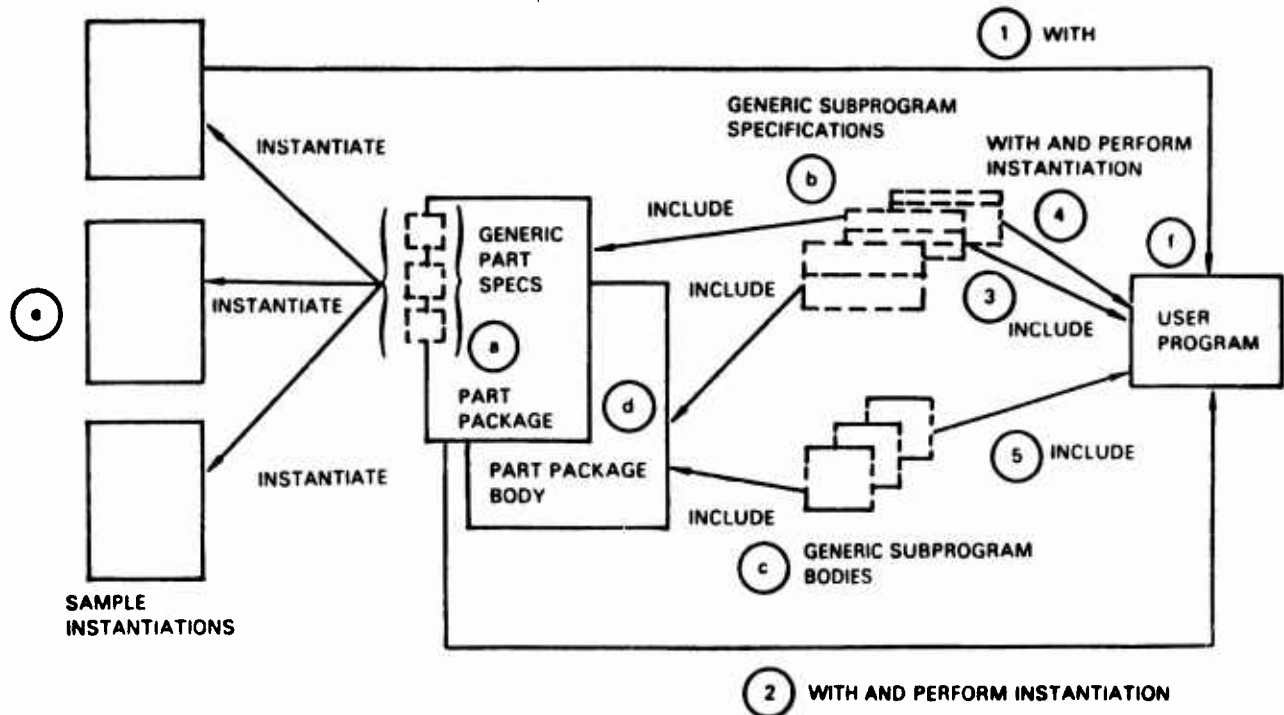 1 WITH
GENERIC SUBPROGRAM
SPECIFICATIONS
WITH AND PERFORM
INSTANTIATION
INSTANTIATE
b
4
INCLUDE
f
GENERIC
PART
SPECS
INCLUDE
3
INCLUDE
USER
PROGRAM
e
INSTANTIATE
a
PART
PACKAGE
d
INSTANTIATE
PART PACKAGE
BODY
5 INCLUDE
INCLUDE
c GENERIC SUBPROGRAM
BODIES
SAMPLE
INSTANTIATIONS
2 WITH AND PERFORM INSTANTIATION